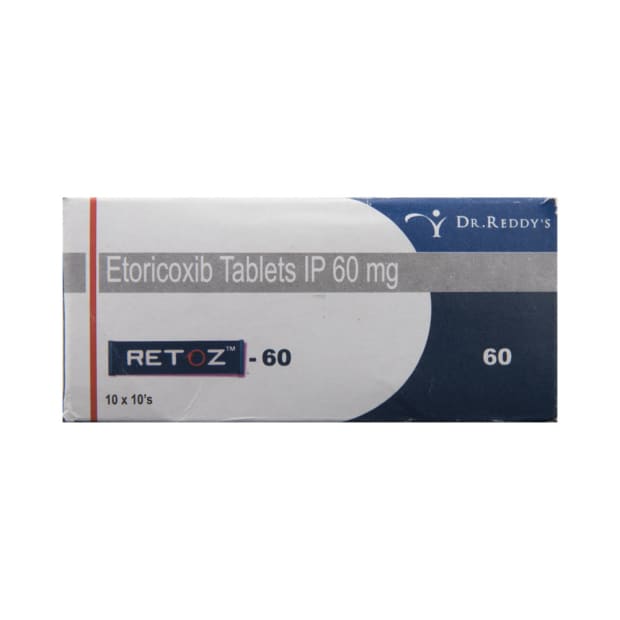 DR.REDDY'S
Etoricoxib Tablets IP 60 mg
RETOZ™ - 60
60
10 x 10's